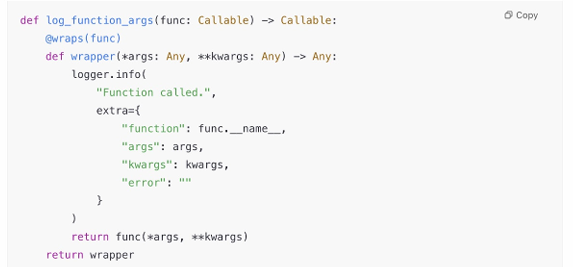 def log_function_args(func: Callable) -> Callable:
Copy
    @wraps(func)
    def wrapper(*args: Any, **kwargs: Any) -> Any:
        logger.info(
            "Function called.",
            extra={
                "function": func.__name__,
                "args": args,
                "kwargs": kwargs,
                "error": ""
            }
        )
        return func(*args, **kwargs)
    return wrapper